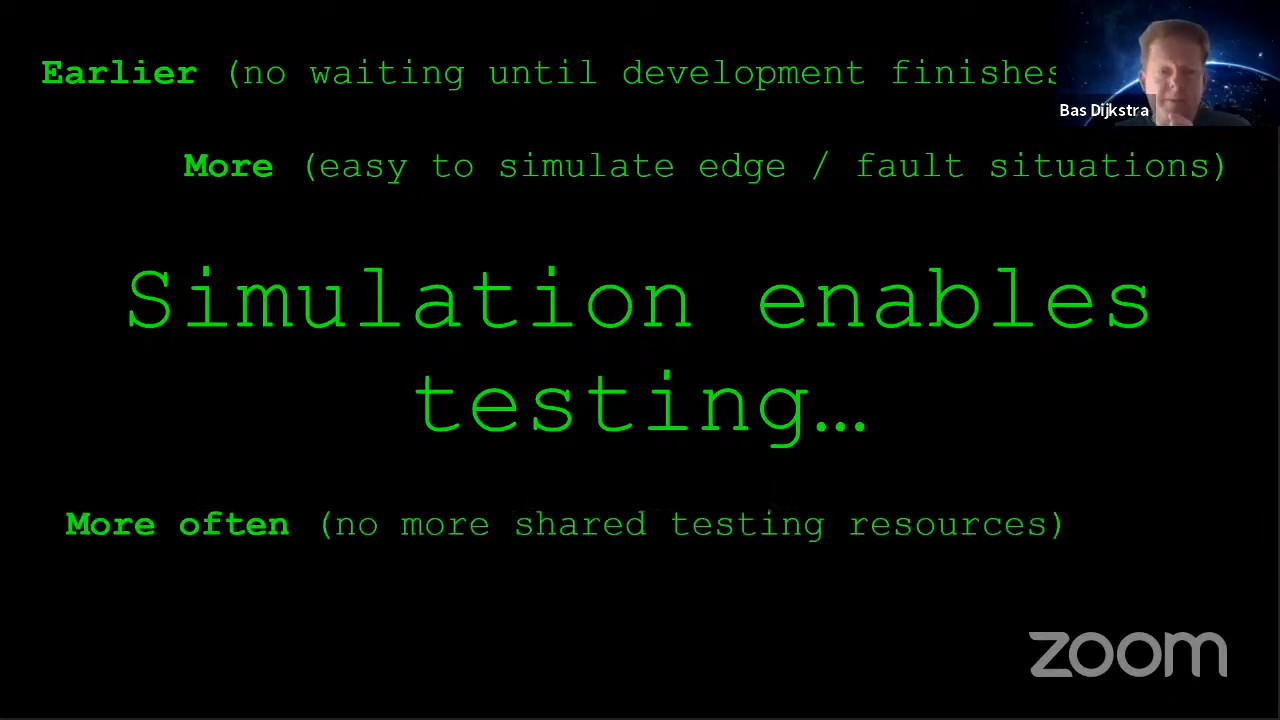 Earlier (no waiting until development finishes
Bas Dijkstra
More (easy to simulate edge / fault situations)
Simulation enables
testing…
More often (no more shared testing resources)
zoom